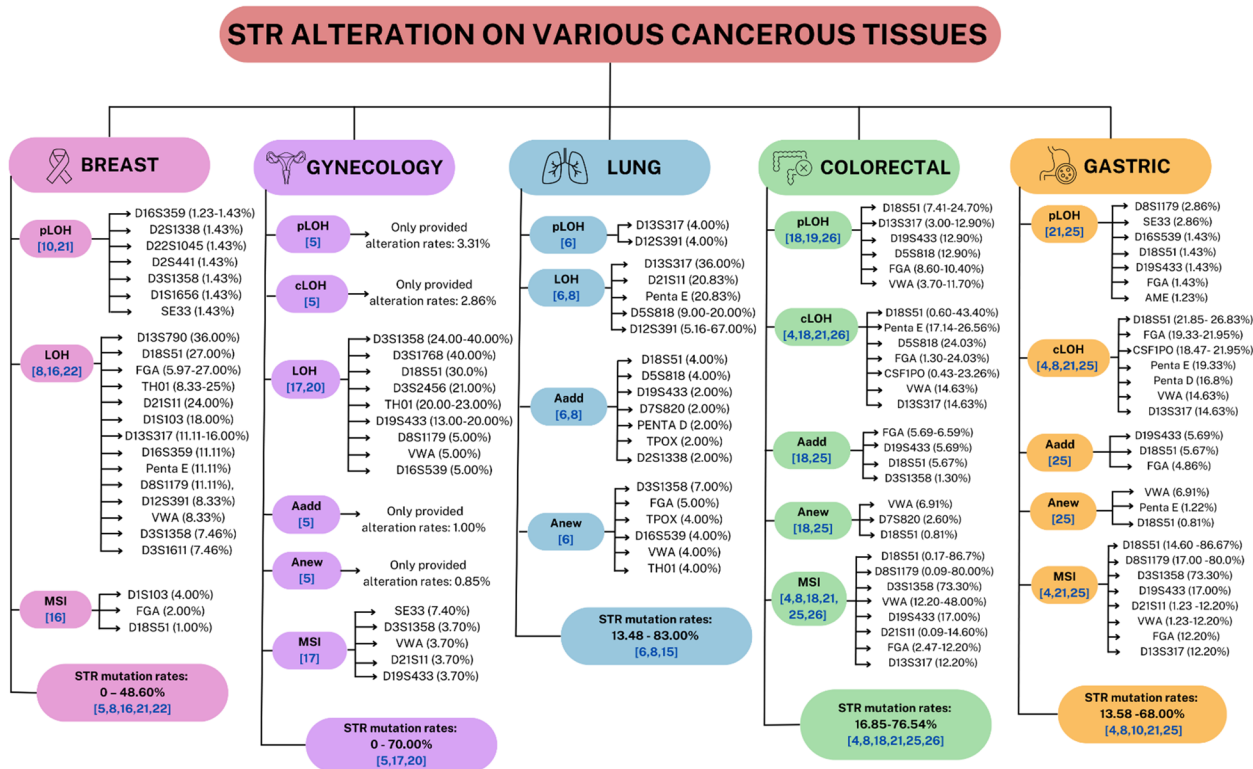 STR ALTERATION ON VARIOUS CANCEROUS TISSUES
BREAST
pLOH
[10,21]
D16S359 (1.23-1.43%)
D2S1338 (1.43%)
D22S1045 (1.43%)
D2S441 (1.43%)
D3S1358 (1.43%)
D1S1656 (1.43%)
SE33 (1.43%)
LOH
[8,16,22]
D13S790 (36.00%)
D18S51 (27.00%)
FGA (5.97-27.00%)
TH01 (8.33-25%)
D21S11 (24.00%)
D1S103 (18.00%)
D13S317 (11.11-16.00%)
D16S359 (11.11%)
Penta E (11.11%)
D8S1179 (11.11%),
D12S391 (8.33%)
VWA (8.33%)
D3S1358 (7.46%)
D3S1611 (7.46%)
MSI
[16]
D1S103 (4.00%)
FGA (2.00%)
D18S51 (1.00%)
STR mutation rates:
0 – 48.60%
[5,8,16,21,22]
GYNECOLOGY
pLOH
[5]
Only provided
alteration rates: 3.31%
cLOH
[5]
Only provided
alteration rates: 2.86%
LOH
[17,20]
D3S1358 (24.00-40.00%)
D3S1768 (40.00%)
D18S51 (30.0%)
D3S2456 (21.00%)
TH01 (20.00-23.00%)
D19S433 (13.00-20.00%)
D8S1179 (5.00%)
VWA (5.00%)
D16S539 (5.00%)
Aadd
[5]
Only provided
alteration rates: 1.00%
Anew
[5]
Only provided
alteration rates: 0.85%
MSI
[17]
SE33 (7.40%)
D3S1358 (3.70%)
VWA (3.70%)
D21S11 (3.70%)
D19S433 (3.70%)
STR mutation rates:
0 - 70.00%
[5,17,20]
LUNG
pLOH
[6]
D13S317 (4.00%)
D12S391 (4.00%)
LOH
[6,8]
D13S317 (36.00%)
D21S11 (20.83%)
Penta E (20.83%)
D5S818 (9.00-20.00%)
D12S391 (5.16-67.00%)
Aadd
[6,8]
D18S51 (4.00%)
D5S818 (4.00%)
D19S433 (2.00%)
D7S820 (2.00%)
PENTA D (2.00%)
TPOX (2.00%)
D2S1338 (2.00%)
Anew
[6]
D3S1358 (7.00%)
FGA (5.00%)
TPOX (4.00%)
D16S539 (4.00%)
VWA (4.00%)
TH01 (4.00%)
STR mutation rates:
13.48 - 83.00%
[6,8,15]
COLORECTAL
pLOH
[18,19,26]
D18S51 (7.41-24.70%)
D13S317 (3.00-12.90%)
D19S433 (12.90%)
D5S818 (12.90%)
FGA (8.60-10.40%)
VWA (3.70-11.70%)
cLOH
[4,18,21,26]
D18S51 (0.60-43.40%)
Penta E (17.14-26.56%)
D5S818 (24.03%)
FGA (1.30-24.03%)
CSF1PO (0.43-23.26%)
VWA (14.63%)
D13S317 (14.63%)
Aadd
[18,25]
FGA (5.69-6.59%)
D19S433 (5.69%)
D18S51 (5.67%)
D3S1358 (1.30%)
Anew
[18,25]
VWA (6.91%)
D7S820 (2.60%)
D18S51 (0.81%)
MSI
[4,8,18,21,
25,26]
D18S51 (0.17-86.7%)
D8S1179 (0.09-80.00%)
D3S1358 (73.30%)
VWA (12.20-48.00%)
D19S433 (17.00%)
D21S11 (0.09-14.60%)
FGA (2.47-12.20%)
D13S317 (12.20%)
STR mutation rates:
16.85-76.54%
[4,8,18,21,25,26]
GASTRIC
pLOH
[21,25]
D8S1179 (2.86%)
SE33 (2.86%)
D16S539 (1.43%)
D18S51 (1.43%)
D19S433 (1.43%)
FGA (1.43%)
AME (1.23%)
cLOH
[4,8,21,25]
D18S51 (21.85- 26.83%)
FGA (19.33-21.95%)
CSF1PO (18.47- 21.95%)
Penta E (19.33%)
Penta D (16.8%)
VWA (14.63%)
D13S317 (14.63%)
Aadd
[25]
D19S433 (5.69%)
D18S51 (5.67%)
FGA (4.86%)
Anew
[25]
VWA (6.91%)
Penta E (1.22%)
D18S51 (0.81%)
MSI
[4,21,25]
D18S51 (14.60 -86.67%)
D8S1179 (17.00 -80.0%)
D3S1358 (73.30%)
D19S433 (17.00%)
D21S11 (1.23 -12.20%)
VWA (1.23-12.20%)
FGA (12.20%)
D13S317 (12.20%)
STR mutation rates:
13.58 -68.00%
[4,8,10,21,25]